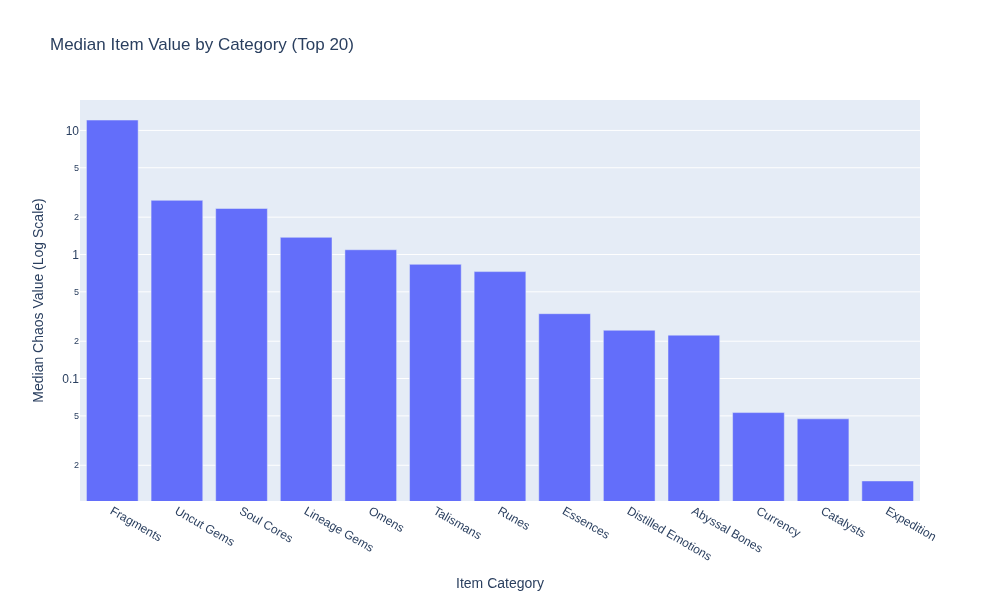 Median Item Value by Category (Top 20)
Median Chaos Value (Log Scale)
10
5
2
1
5
2
0.1
5
2
Fragments
Uncut Gems
Soul Cores
Lineage Gems
Omens
Talismans
Runes
Essences
Distilled Emotions
Abyssal Bones
Currency
Catalysts
Expedition
Item Category